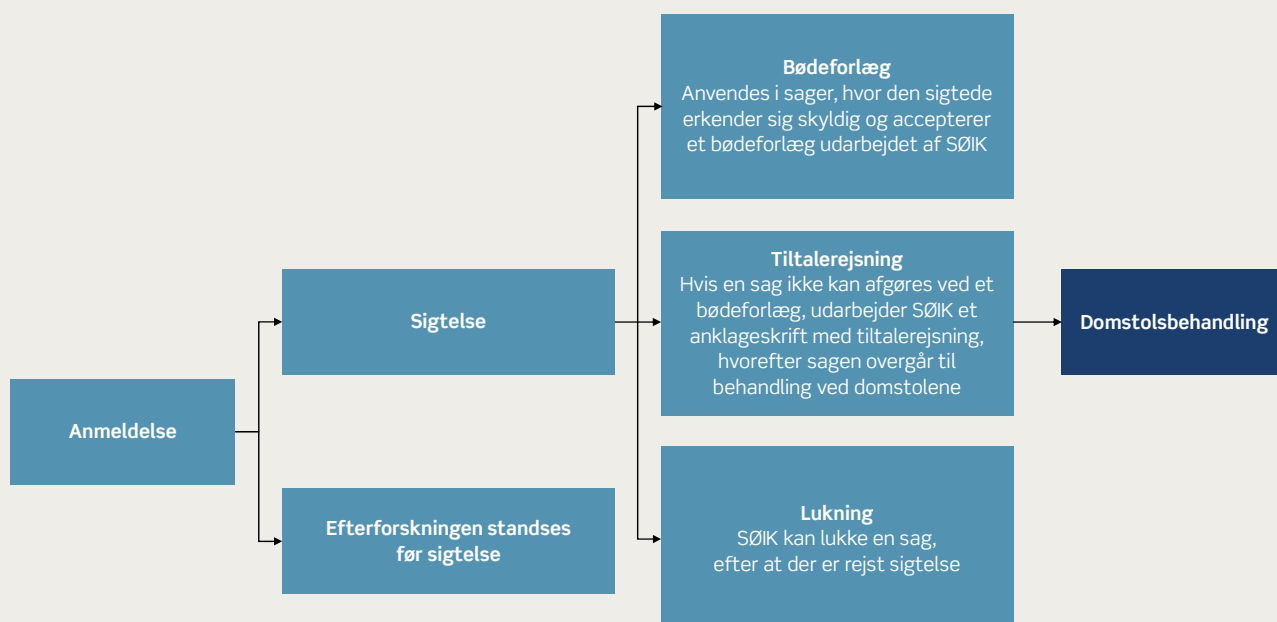 Anmeldelse
Sigtelse
Efterforskningen standses
før sigtelse
Bødeforlæg
Anvendes i sager, hvor den sigtede
erkender sig skyldig og accepterer
et bødeforlæg udarbejdet af SØIK
Tiltalerejsning
Hvis en sag ikke kan afgøres ved et
bødeforlæg, udarbejder SØIK et
anklageskrift med tiltalerejsning,
hvorefter sagen overgår til
behandling ved domstolene
Lukning
SØIK kan lukke en sag,
efter at der er rejst sigtelse
Domstolsbehandling